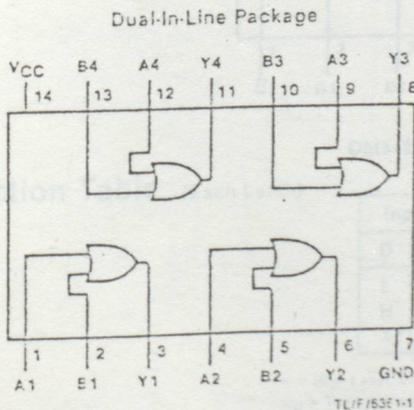 Dual-In-Line Package
VCC B4 A4 Y4 B3 A3 Y3
14 13 12 11 10 9 8
1 2 3 4 5 6 7
A1 B1 Y1 A2 B2 Y2 GND
TL/F/5361-1